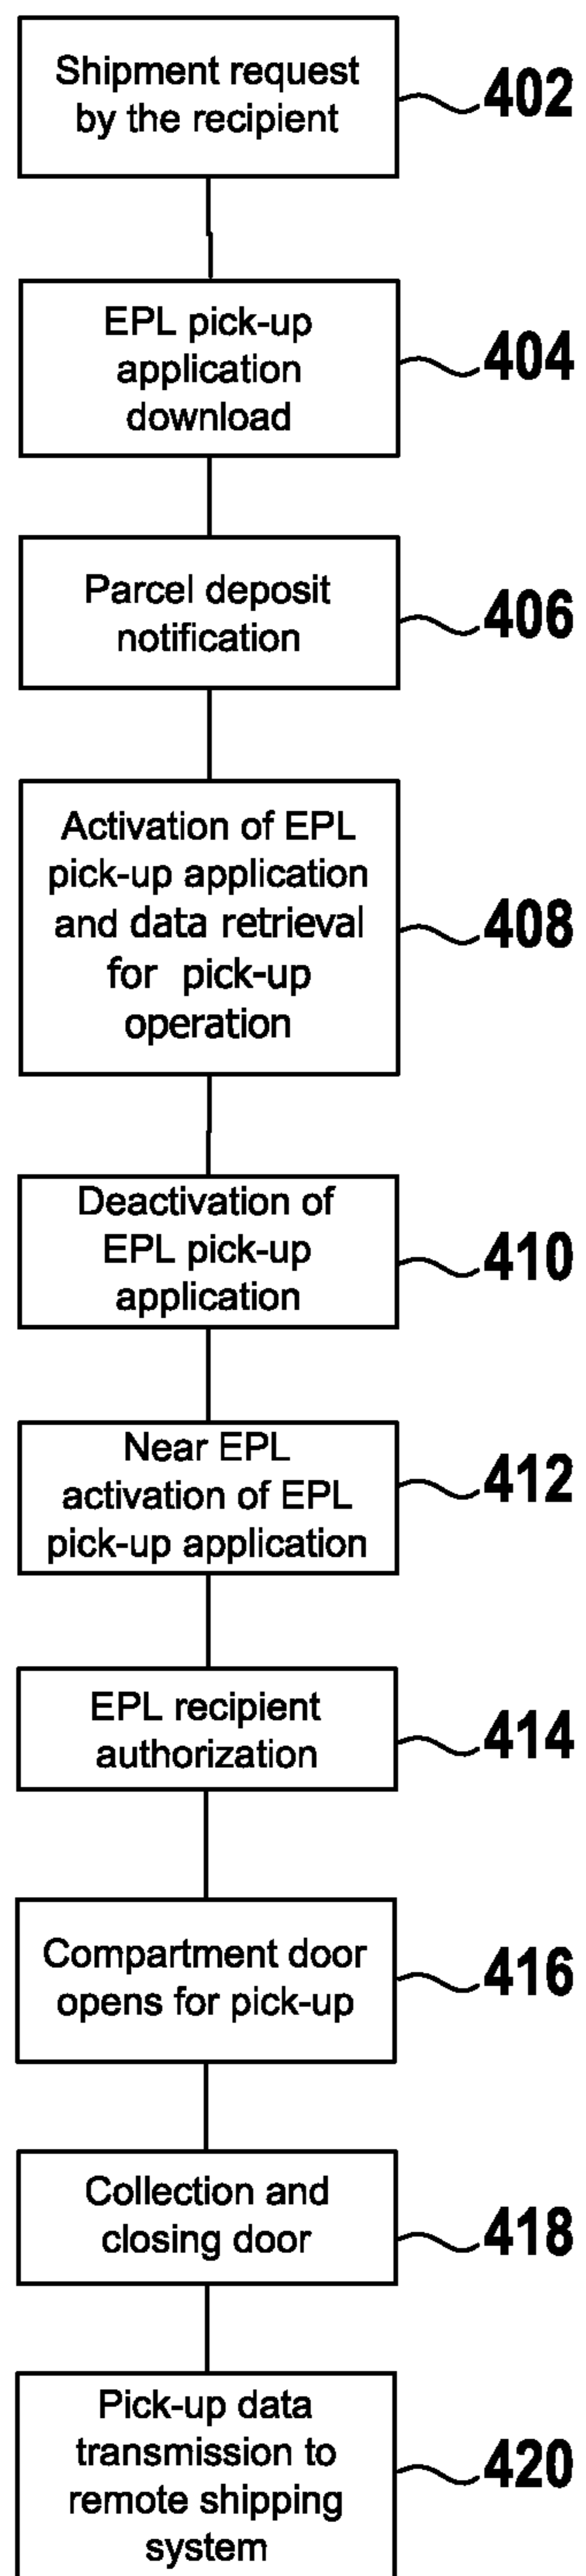 Shipment request
by the recipient
402
EPL pick-up
application
download
404
Parcel deposit
notification
406
Activation of EPL
pick-up application
and data retrieval
for pick-up
operation
408
Deactivation of
EPL pick-up
application
410
Near EPL
activation of EPL
pick-up application
412
EPL recipient
authorization
414
Compartment door
opens for pick-up
416
Collection and
closing door
418
Pick-up data
transmission to
remote shipping
system
420